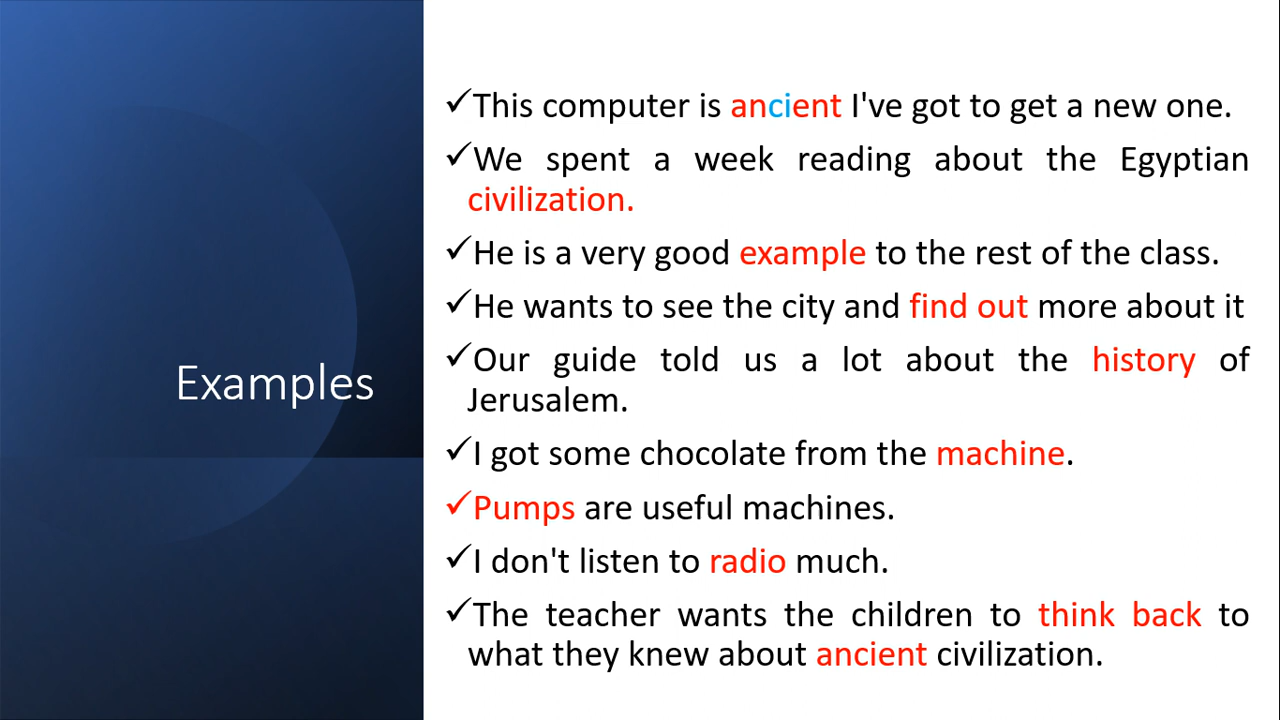 Examples
✓This computer is ancient I've got to get a new one.
✓We spent a week reading about the Egyptian
civilization.
✓He is a very good example to the rest of the class.
✓He wants to see the city and find out more about it
✓Our guide told us a lot about the history of
Jerusalem.
✓I got some chocolate from the machine.
✓Pumps are useful machines.
✓I don't listen to radio much.
✓The teacher wants the children to think back to
what they knew about ancient civilization.